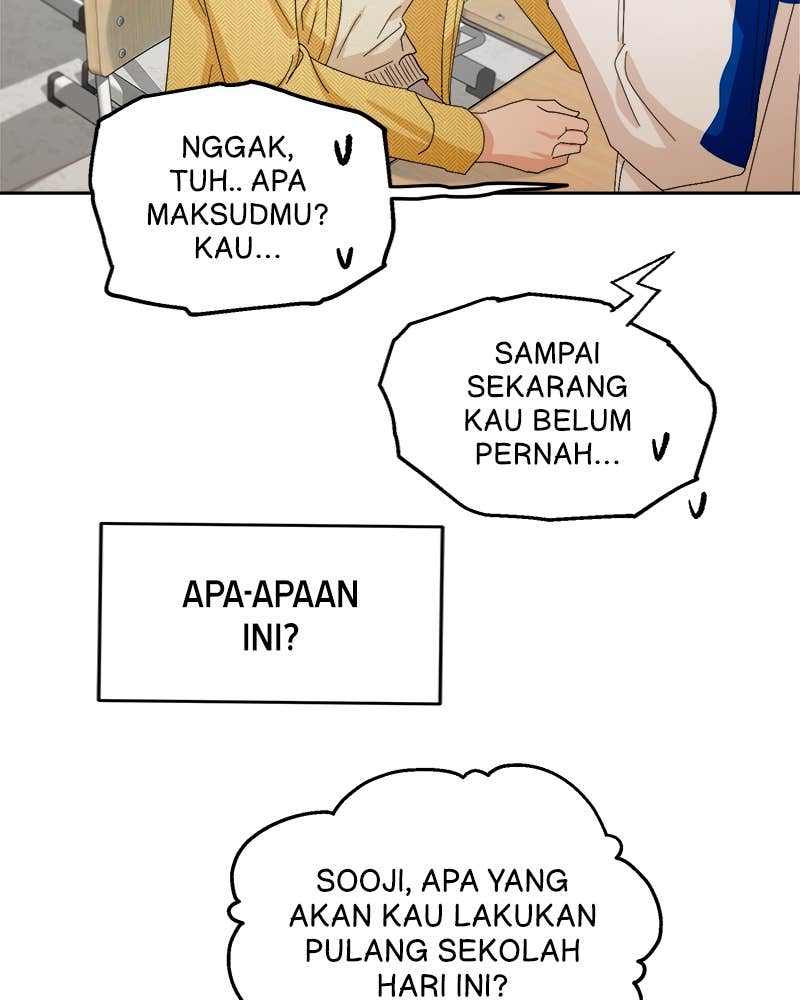 NGGAK,
TUH.. APA
MAKSUDMU?
KAU...
SAMPAI
SEKARANG
KAU BELUM
PERNAH...
APA-APAAN
INI?
SOOJI, APA YANG
AKAN KAU LAKUKAN
PULANG SEKOLAH
HARI INI?